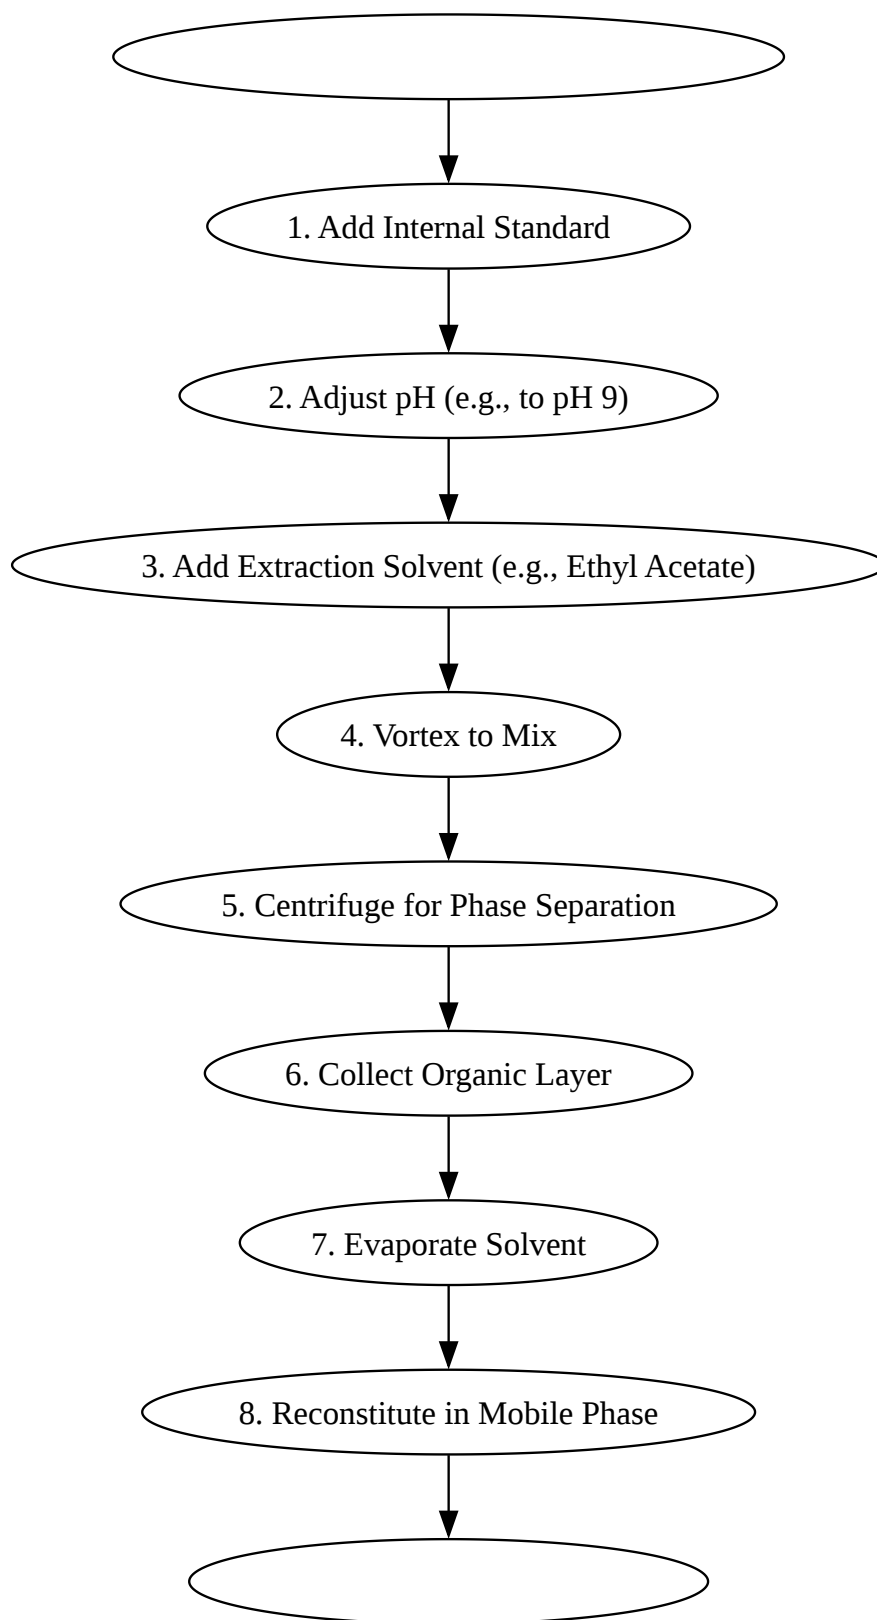 1. Add Internal Standard
2. Adjust pH (e.g., to pH 9)
3. Add Extraction Solvent (e.g., Ethyl Acetate)
4. Vortex to Mix
5. Centrifuge for Phase Separation
6. Collect Organic Layer
7. Evaporate Solvent
8. Reconstitute in Mobile Phase